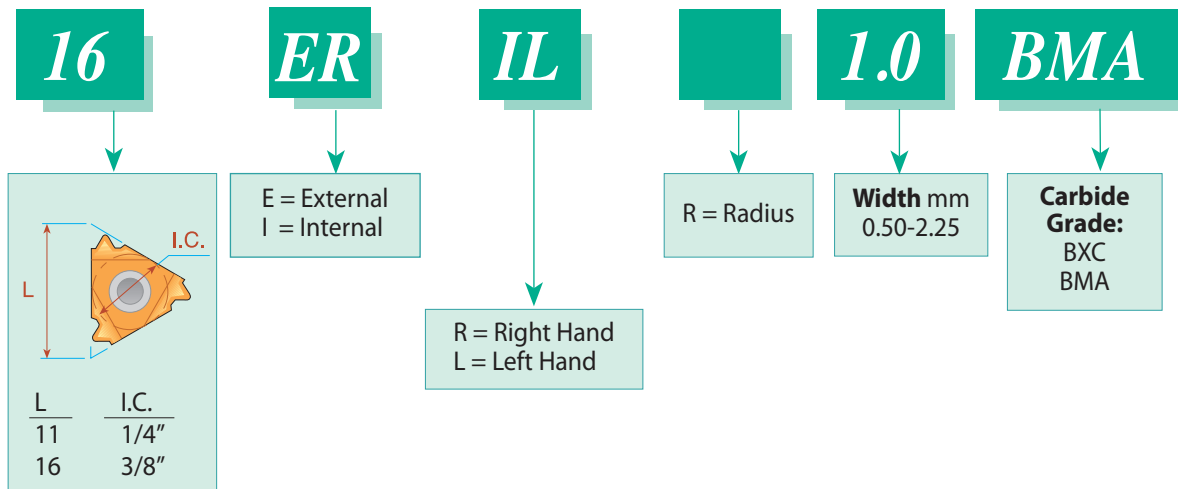 16 ER IL 1.0 BMA
L
I.C.
L I.C.
11 1/4”
16 3/8”
E = External
I = Internal
R = Right Hand
L = Left Hand
R = Radius
Width mm
0.50-2.25
Carbide
Grade:
BXC
BMA